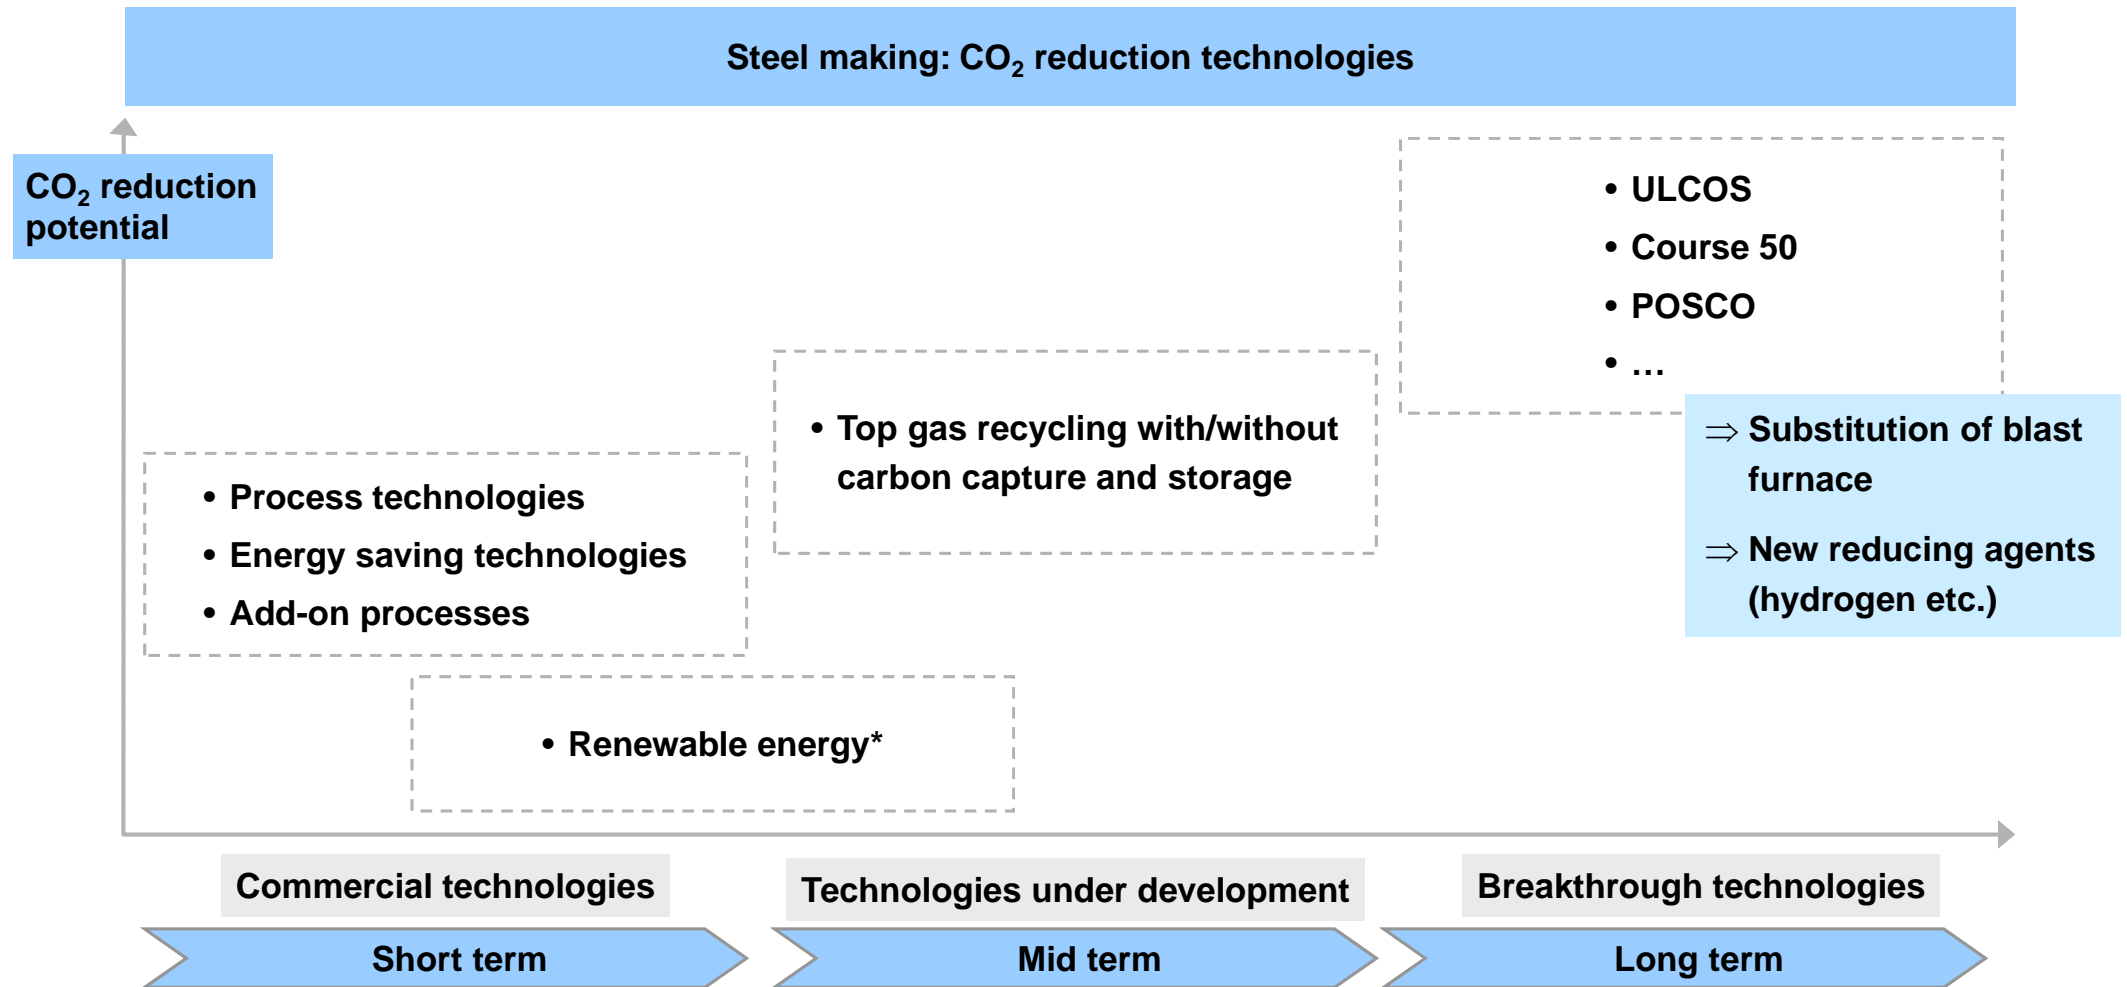 Steel making: CO₂ reduction technologies
CO₂ reduction
potential
• ULCOS
• Course 50
• POSCO
• …
⇒ Substitution of blast
furnace
⇒ New reducing agents
(hydrogen etc.)
• Top gas recycling with/without
carbon capture and storage
• Process technologies
• Energy saving technologies
• Add-on processes
• Renewable energy*
Commercial technologies
Technologies under development
Breakthrough technologies
Short term
Mid term
Long term